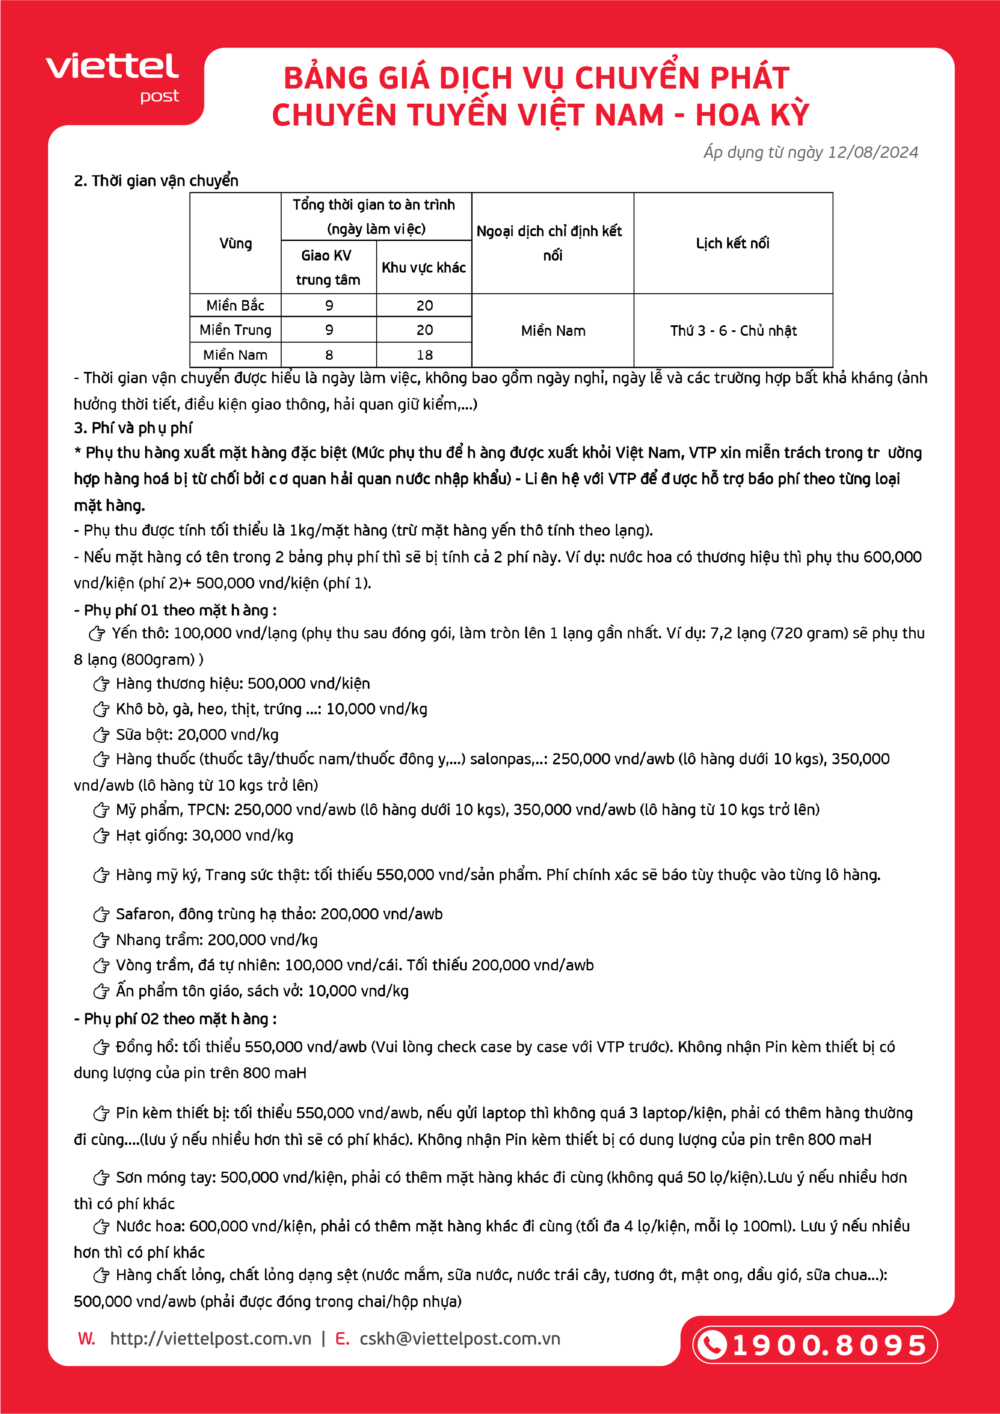 viettel
post
BẢNG GIÁ DỊCH VỤ CHUYỂN PHÁT
CHUYÊN TUYẾN VIỆT NAM - HOA KỲ
Áp dụng từ ngày 12/08/2024
2. Thời gian vận chuyển
Vùng
Tổng thời gian to àn trình
(ngày làm việc)
Giao KV
trung tâm
Khu vực khác
Ngoại dịch chỉ định kết
nối
Lịch kết nối
Miền Bắc 9 20
Miền Trung 9 20 Miền Nam Thứ 3 - 6 - Chủ nhật
Miền Nam 8 18
- Thời gian vận chuyển được hiểu là ngày làm việc, không bao gồm ngày nghỉ, ngày lễ và các trường hợp bất khả kháng (ảnh
hưởng thời tiết, điều kiện giao thông, hải quan giữ kiểm,...)
3. Phí và phụ phí
* Phụ thu hàng xuất mặt hàng đặc biệt (Mức phụ thu để hàng được xuất khỏi Việt Nam, VTP xin miễn trách trong tr ường
hợp hàng hoá bị từ chối bởi cơ quan hải quan nước nhập khẩu) - Liên hệ với VTP để được hỗ trợ báo phí theo từng loại
mặt hàng.
- Phụ thu được tính tối thiểu là 1kg/mặt hàng (trừ mặt hàng yến thô tính theo lạng).
- Nếu mặt hàng có tên trong 2 bảng phụ phí thì sẽ bị tính cả 2 phí này. Ví dụ: nước hoa có thương hiệu thì phụ thu 600,000
vnd/kiện (phí 2)+ 500,000 vnd/kiện (phí 1).
- Phụ phí 01 theo mặt hàng :
👉 Yến thô: 100,000 vnd/lạng (phụ thu sau đóng gói, làm tròn lên 1 lạng gần nhất. Ví dụ: 7,2 lạng (720 gram) sẽ phụ thu
8 lạng (800gram) )
👉 Hàng thương hiệu: 500,000 vnd/kiện
👉 Khô bò, gà, heo, thịt, trứng ...: 10,000 vnd/kg
👉 Sữa bột: 20,000 vnd/kg
👉 Hàng thuốc (thuốc tây/thuốc nam/thuốc đông y,...) salonpas,..: 250,000 vnd/awb (lô hàng dưới 10 kgs), 350,000
vnd/awb (lô hàng từ 10 kgs trở lên)
👉 Mỹ phẩm, TPCN: 250,000 vnd/awb (lô hàng dưới 10 kgs), 350,000 vnd/awb (lô hàng từ 10 kgs trở lên)
👉 Hạt giống: 30,000 vnd/kg
👉 Hàng mỹ ký, Trang sức thật: tối thiếu 550,000 vnd/sản phẩm. Phí chính xác sẽ báo tùy thuộc vào từng lô hàng.
👉 Safaron, đông trùng hạ thảo: 200,000 vnd/awb
👉 Nhang trầm: 200,000 vnd/kg
👉 Vòng trầm, đá tự nhiên: 100,000 vnd/cái. Tối thiếu 200,000 vnd/awb
👉 Ấn phẩm tôn giáo, sách vở: 10,000 vnd/kg
- Phụ phí 02 theo mặt hàng :
👉 Đồng hồ: tối thiểu 550,000 vnd/awb (Vui lòng check case by case với VTP trước). Không nhận Pin kèm thiết bị có
dung lượng của pin trên 800 maH
👉 Pin kèm thiết bị: tối thiểu 550,000 vnd/awb, nếu gửi laptop thì không quá 3 laptop/kiện, phải có thêm hàng thường
đi cùng....(lưu ý nếu nhiều hơn thì sẽ có phí khác). Không nhận Pin kèm thiết bị có dung lượng của pin trên 800 maH
👉 Sơn móng tay: 500,000 vnd/kiện, phải có thêm mặt hàng khác đi cùng (không quá 50 lọ/kiện).Lưu ý nếu nhiều hơn
thì có phí khác
👉 Nước hoa: 600,000 vnd/kiện, phải có thêm mặt hàng khác đi cùng (tối đa 4 lọ/kiện, mỗi lọ 100ml). Lưu ý nếu nhiều
hơn thì có phí khác
👉 Hàng chất lỏng, chất lỏng dạng sệt (nước mắm, sữa nước, nước trái cây, tương ớt, mật ong, dầu gió, sữa chua...):
500,000 vnd/awb (phải được đóng trong chai/hộp nhựa)
W. http://viettelpost.com.vn | E. cskh@viettelpost.com.vn
1900.8095